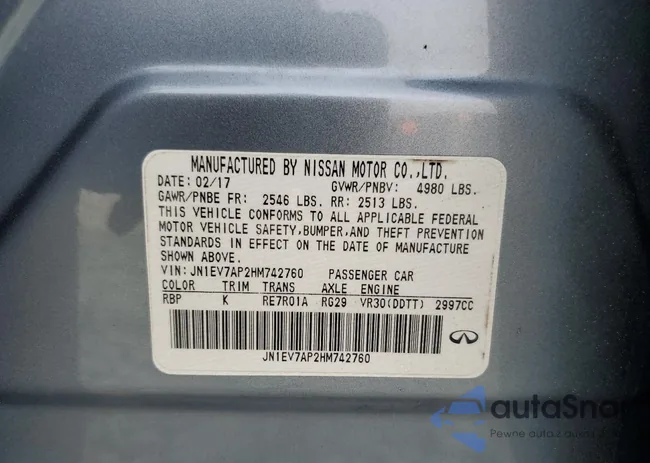 MANUFACTURED BY NISSAN MOTOR CO.,LTD.
DATE: 02/17 GVWR/PNBV: 4980 LBS.
GAWR/PNBE FR: 2546 LBS. RR: 2513 LBS.
THIS VEHICLE CONFORMS TO ALL APPLICABLE FEDERAL
MOTOR VEHICLE SAFETY, BUMPER, AND THEFT PREVENTION
STANDARDS IN EFFECT ON THE DATE OF MANUFACTURE
SHOWN ABOVE.
VIN: JN1EV7AP2HM742760 PASSENGER CAR
COLOR TRIM TRANS AXLE ENGINE
RBP K RE7R01A RG29 VR30(DDTT) 2997CC
JN1EV7AP2HM742760
autaSnap
Pewne auta z